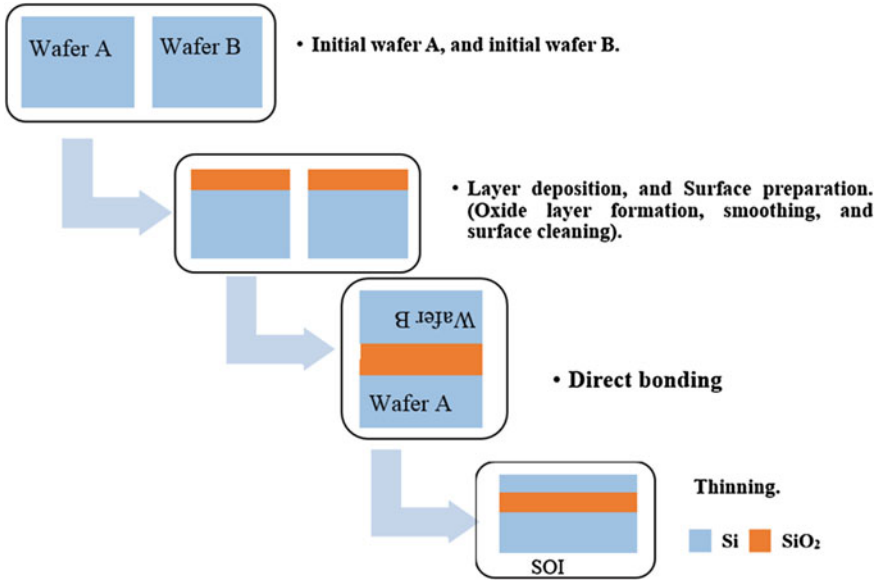 Wafer A
Wafer B
• Initial wafer A, and initial wafer B.
• Layer deposition, and Surface preparation.
(Oxide layer formation, smoothing, and
surface cleaning).
Wafer B
Wafer A
• Direct bonding
Thinning.
Si
SiO₂
SOI